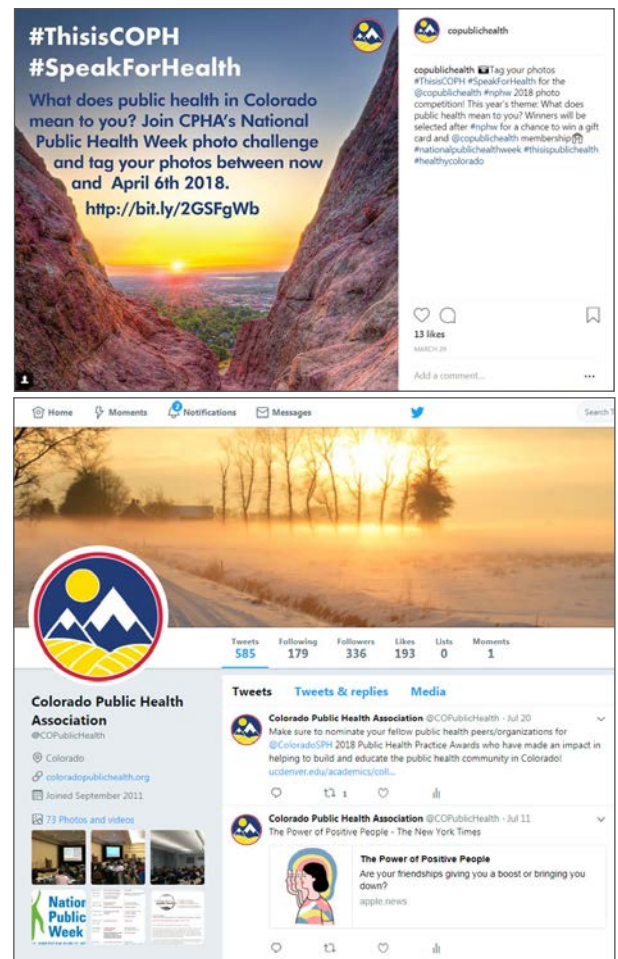 #ThisisCOPH
#SpeakForHealth
What does public health in Colorado
mean to you? Join CPHA's National
Public Health Week photo challenge
and tag your photos between now
and April 6th 2018.
http://bit.ly/2GSFgWb
copublichealth
copublichealth Tag your photos
#ThisisCOPH #SpeakForHealth for the
@copublichealth #nphw 2018 photo
competition! This year's theme: What does
public health mean to you? Winners will be
selected after #nphw for a chance to win a gift
card and @copublichealth membership
#nationalpublichealthweek #thisispublichealth
#healthycolorado
13 likes
MARCH 29
Add a comment...
Home Moments 2 Notifications Messages Search T
Tweets Following Followers Likes Lists Moments
585 179 336 193 0 1
Colorado Public Health
Association
@COPublicHealth
Colorado
coloradopublichealth.org
Joined September 2011
73 Photos and videos
Nation
Public
Week
Tweets Tweets & replies Media
Colorado Public Health Association @COPublicHealth · Jul 20
Make sure to nominate your fellow public health peers/organizations for
@ColoradoSPH 2018 Public Health Practice Awards who have made an impact in
helping to build and educate the public health community in Colorado!
ucdenver.edu/academics/coll...
1
Colorado Public Health Association @COPublicHealth · Jul 11
The Power of Positive People - The New York Times
The Power of Positive People
Are your friendships giving you a boost or bringing you
down?
apple.news